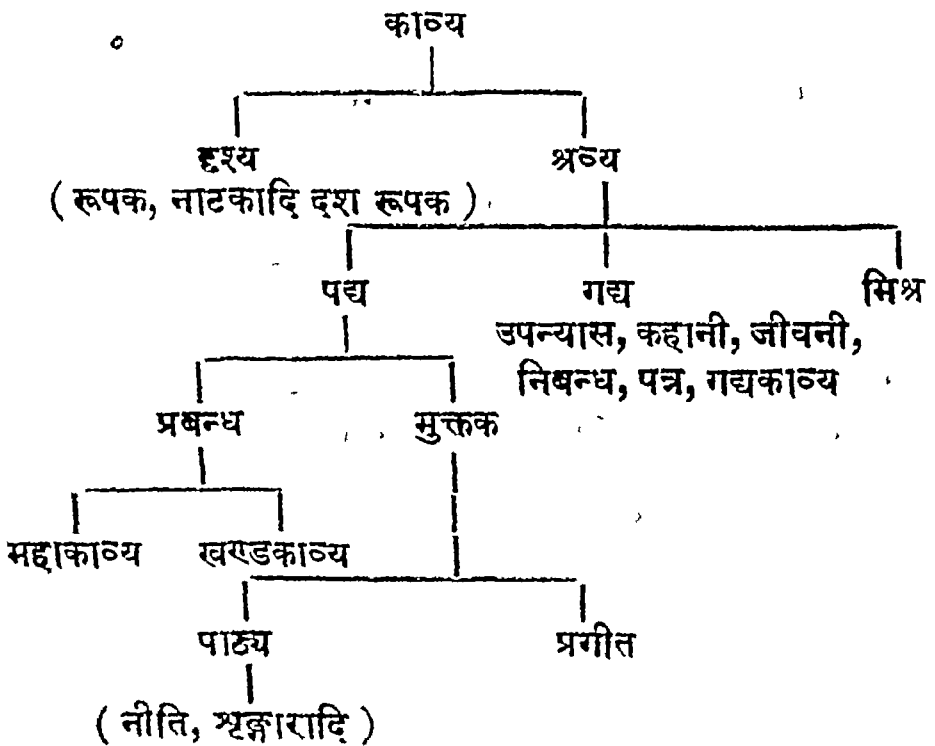 काव्य
दृश्य श्रव्य
( रूपक, नाटकादि दश रूपक )
पद्य गद्य मिश्र
उपन्यास, कहानी, जीवनी,
निबन्ध, पत्र, गद्यकाव्य
प्रबन्ध मुक्तक
महाकाव्य खण्डकाव्य
पाठ्य प्रगीत
( नीति, शृङ्गारादि )